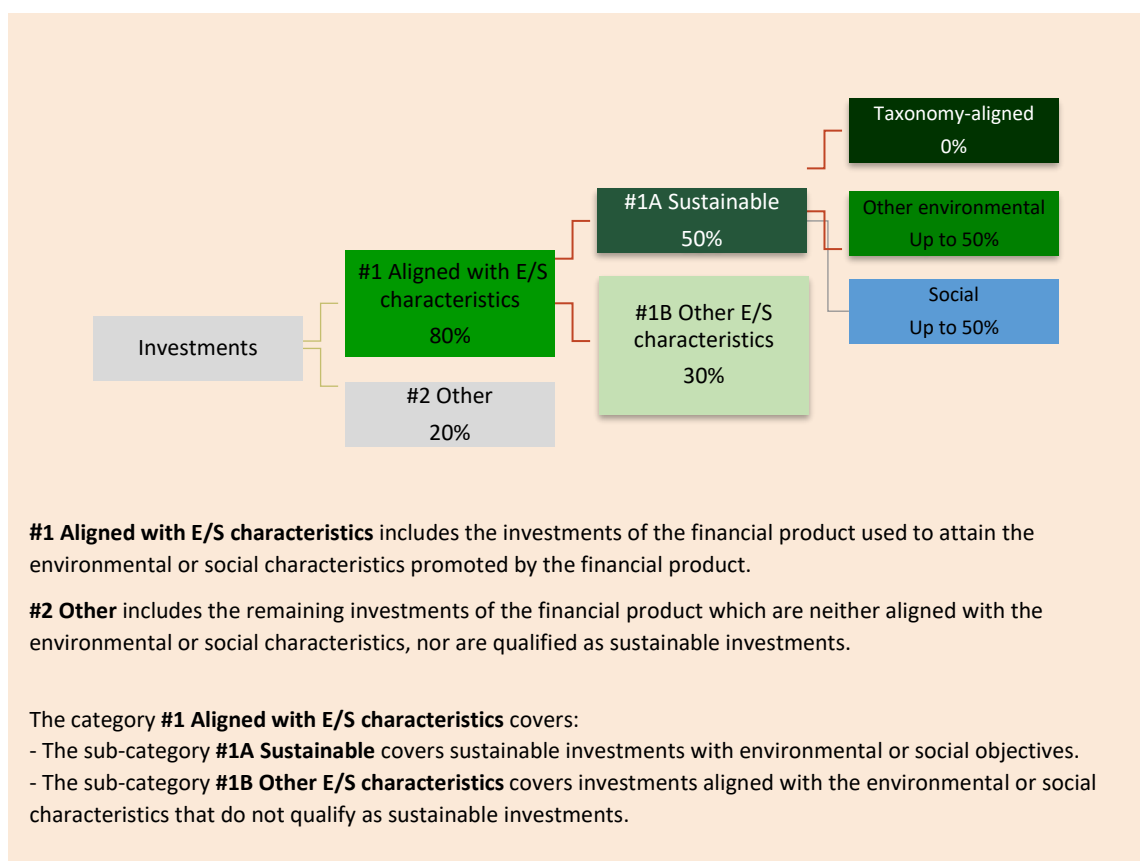 Taxonomy-aligned
0%
#1A Sustainable
50%
Other environmental
Up to 50%
#1 Aligned with E/S
characteristics
80%
#1B Other E/S
characteristics
30%
Social
Up to 50%
Investments
#2 Other
20%
#1 Aligned with E/S characteristics includes the investments of the financial product used to attain the
environmental or social characteristics promoted by the financial product.
#2 Other includes the remaining investments of the financial product which are neither aligned with the
environmental or social characteristics, nor are qualified as sustainable investments.
The category #1 Aligned with E/S characteristics covers:
- The sub-category #1A Sustainable covers sustainable investments with environmental or social objectives.
- The sub-category #1B Other E/S characteristics covers investments aligned with the environmental or social
characteristics that do not qualify as sustainable investments.